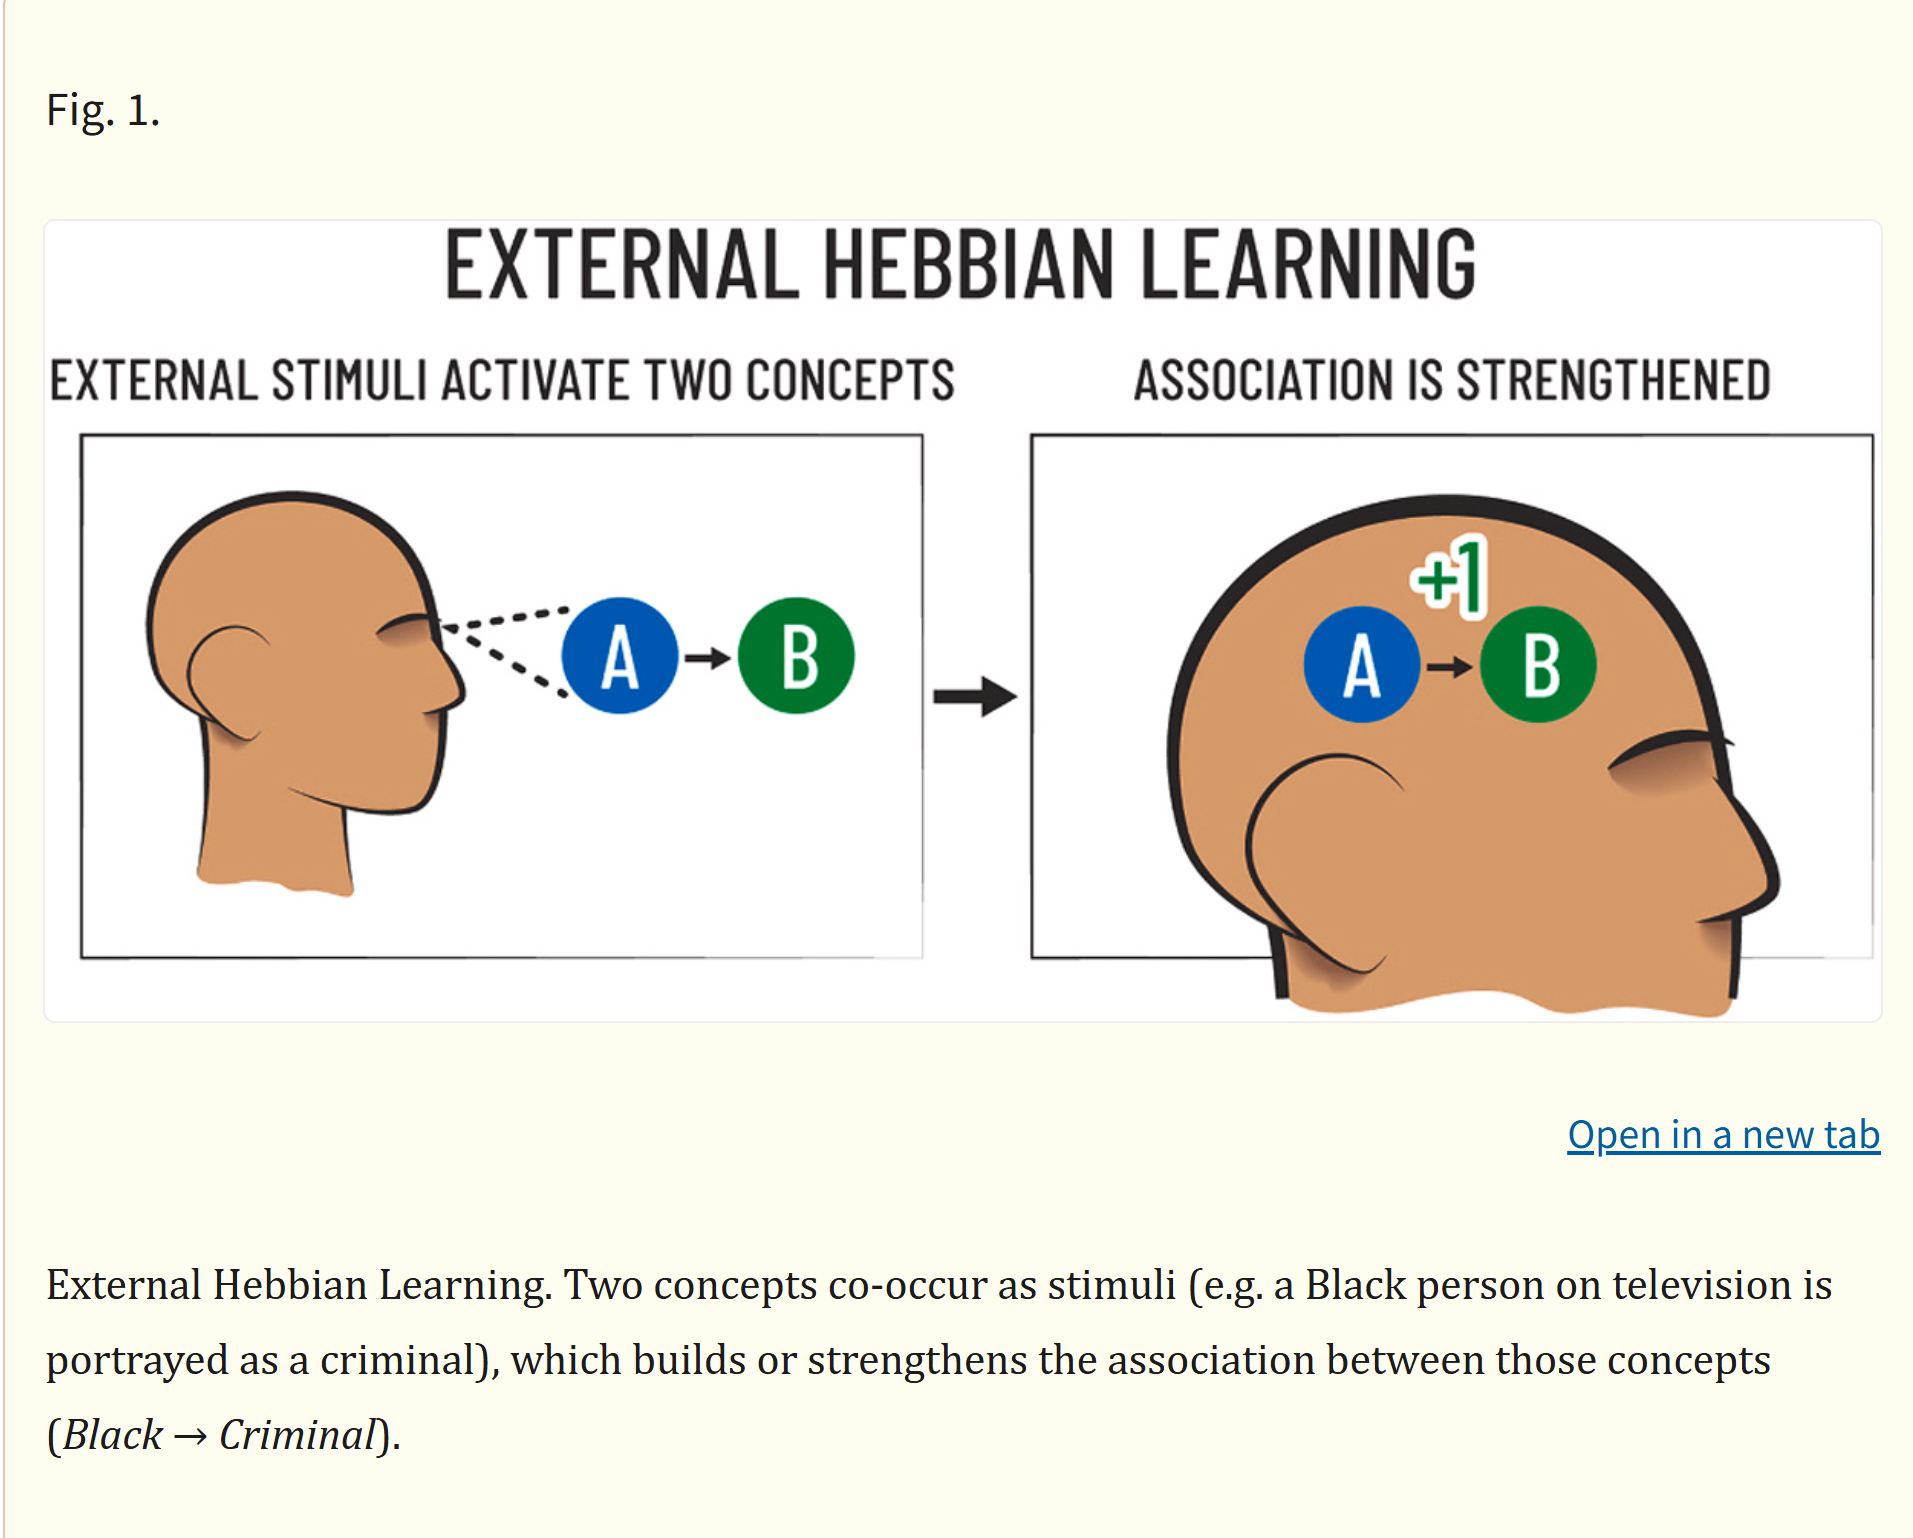 Fig. 1.
EXTERNAL HEBBIAN LEARNING
EXTERNAL STIMULI ACTIVATE TWO CONCEPTS
ASSOCIATION IS STRENGTHENED
A → B
→
+1
A → B
Open in a new tab
External Hebbian Learning. Two concepts co-occur as stimuli (e.g. a Black person on television is
portrayed as a criminal), which builds or strengthens the association between those concepts
(Black → Criminal).